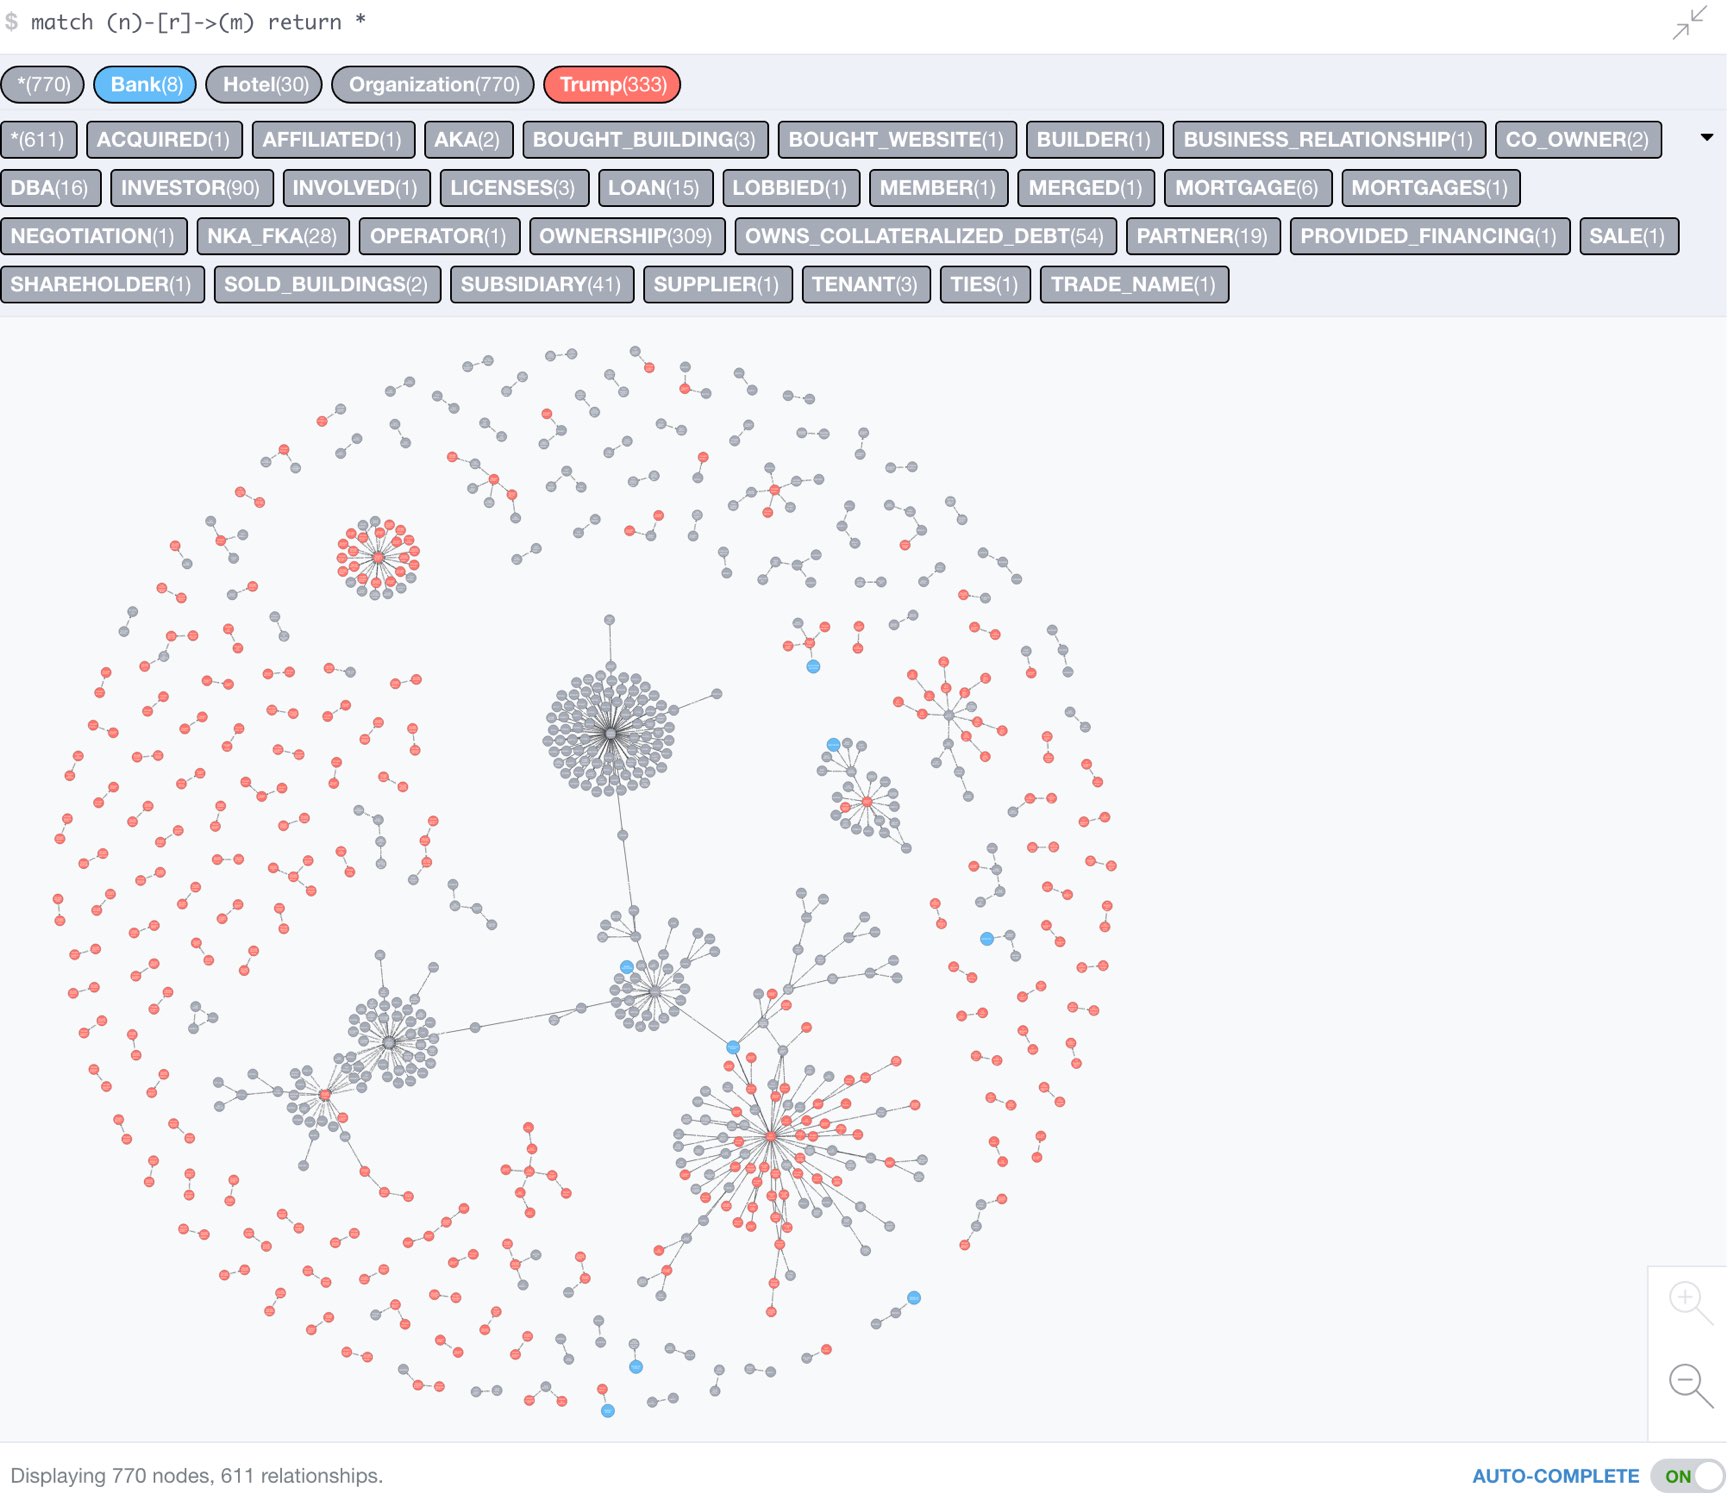 $ match (n)-[r]->(m) return *
*(770) Bank(8) Hotel(30) Organization(770) Trump(333)
*(611) ACQUIRED(1) AFFILIATED(1) AKA(2) BOUGHT_BUILDING(3) BOUGHT_WEBSITE(1) BUILDER(1) BUSINESS_RELATIONSHIP(1) CO_OWNER(2)
DBA(16) INVESTOR(90) INVOLVED(1) LICENSES(3) LOAN(15) LOBBIED(1) MEMBER(1) MERGED(1) MORTGAGE(6) MORTGAGES(1)
NEGOTIATION(1) NKA_FKA(28) OPERATOR(1) OWNERSHIP(309) OWNS_COLLATERALIZED_DEBT(54) PARTNER(19) PROVIDED_FINANCING(1) SALE(1)
SHAREHOLDER(1) SOLD_BUILDINGS(2) SUBSIDIARY(41) SUPPLIER(1) TENANT(3) TIES(1) TRADE_NAME(1)
Displaying 770 nodes, 611 relationships.
AUTO-COMPLETE ON